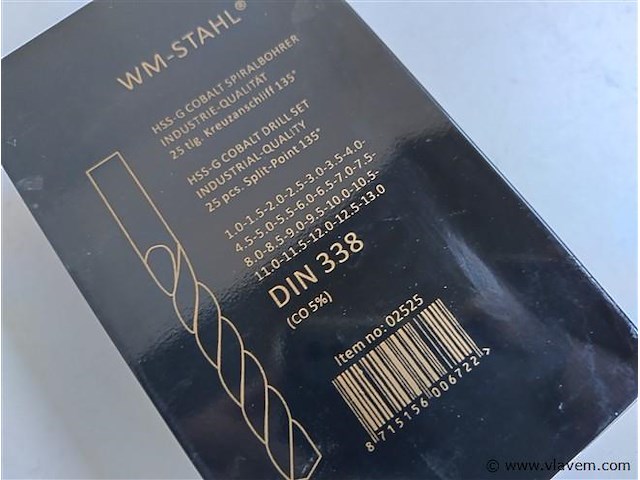 WM-STAHL®
HSS-G COBALT SPIRALBOHRER
INDUSTRIE-QUALITÄT
25 tlg. Kreuzanschliff 135°
HSS-G COBALT DRILL SET
INDUSTRIAL-QUALITY
25 pcs- Split-Point 135°
1.0-1.5-2.0-2.5-3.0-3.5-4.0-
4.5-5.0-5.5-6.0-6.5-7.0-7.5-
8.0-8.5-9.0-9.5-10.0-10.5-
11.0-11.5-12.0-12.5-13.0
DIN 338
(CO 5%)
Item no: 02525
8 715156 006722 >
© www.vlavem.com